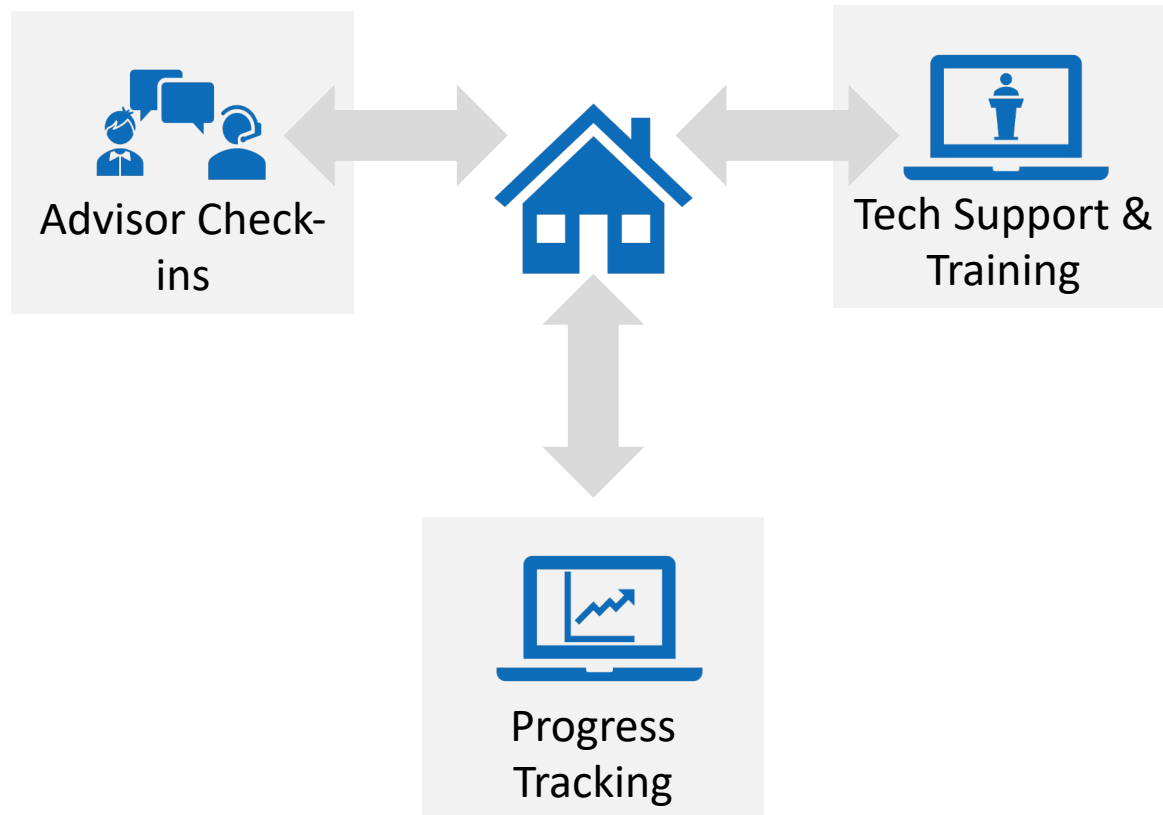 Advisor Check-
ins
Tech Support &
Training
Progress
Tracking